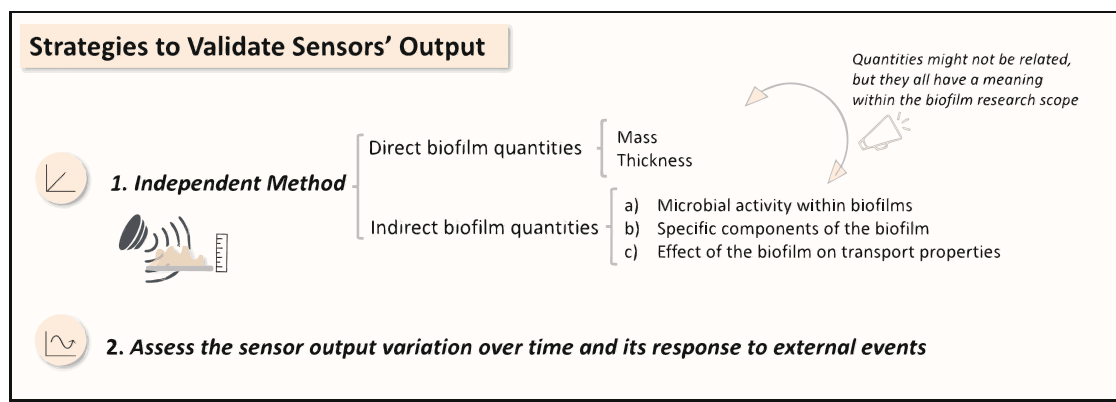 Strategies to Validate Sensors’ Output
Quantities might not be related,
but they all have a meaning
within the biofilm research scope
1. Independent Method
Direct biofilm quantities
Mass
Thickness
Indirect biofilm quantities
a) Microbial activity within biofilms
b) Specific components of the biofilm
c) Effect of the biofilm on transport properties
2. Assess the sensor output variation over time and its response to external events